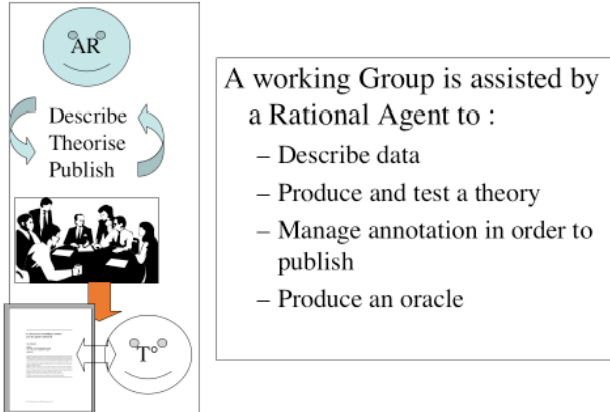 AR
Describe
Theorise
Publish
T°
A working Group is assisted by
a Rational Agent to :
– Describe data
– Produce and test a theory
– Manage annotation in order to
publish
– Produce an oracle